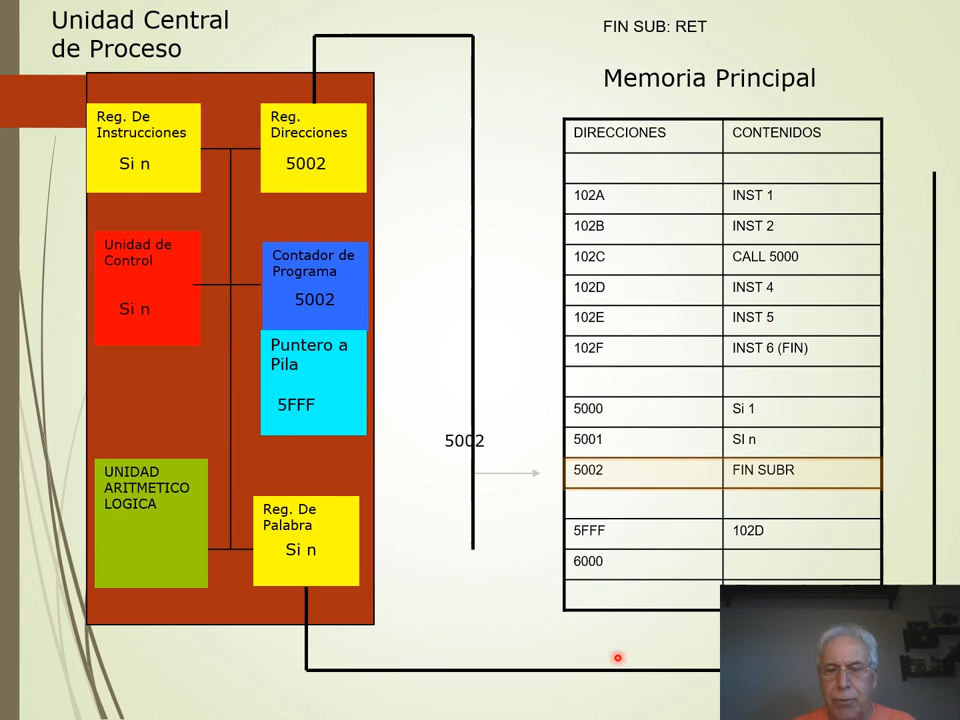 Unidad Central
de Proceso
FIN SUB: RET
Memoria Principal
Reg. De
Instrucciones
Si n
Reg.
Direcciones
5002
Unidad de
Control
Si n
Contador de
Programa
5002
Puntero a
Pila
5FFF
UNIDAD
ARITMETICO
LOGICA
Reg. De
Palabra
Si n
5002
DIRECCIONES CONTENIDOS
102A INST 1
102B INST 2
102C CALL 5000
102D INST 4
102E INST 5
102F INST 6 (FIN)
5000 Si 1
5001 SI n
5002 FIN SUBR
5FFF 102D
6000